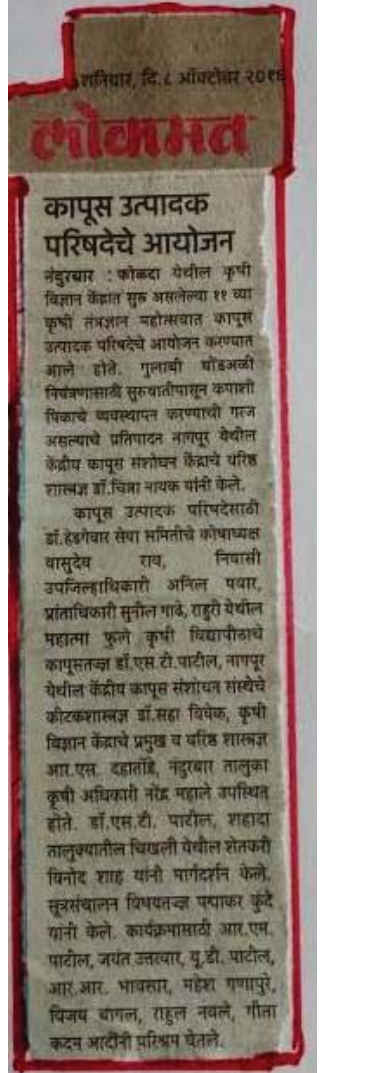 शनिवार, दि.८ ऑक्टोबर २०१६
लोकमत
कापूस उत्पादक
परिषदेचे आयोजन
नंदुरबार : कोळदा येथील कृषी
विज्ञान केंद्रात सुरु असलेल्या ११ व्या
कृषी तंत्रज्ञान महोत्सवात कापूस
उत्पादक परिषदेचे आयोजन करण्यात
आले होते. गुलाबी बोंडअळी
नियंत्रणासाठी सुरुवातीपासून कपाशी
पिकाचे व्यवस्थापन करण्याची गरज
असल्याचे प्रतिपादन नागपूर येथील
केंद्रीय कापूस संशोधन केंद्राचे वरिष्ठ
शास्त्रज्ञ डॉ.चिन्ना नायक यांनी केले.
कापूस उत्पादक परिषदेसाठी
डॉ.हेडगेवार सेवा समितीचे कोषाध्यक्ष
वासुदेव राव, निवासी
उपजिल्हाधिकारी अनिल पवार,
प्रांताधिकारी सुनील गाढे, राहुरी येथील
महात्मा फुले कृषी विद्यापीठाचे
कापूसतज्ज्ञ डॉ.एस.टी.पाटील, नागपूर
येथील केंद्रीय कापूस संशोधन संस्थेचे
कीटकशास्त्रज्ञ डॉ.सहा विवेक, कृषी
विज्ञान केंद्राचे प्रमुख व वरिष्ठ शास्त्रज्ञ
आर.एस. दहातोंडे, नंदुरबार तालुका
कृषी अधिकारी नरेंद्र महाले उपस्थित
होते. डॉ.एस.टी. पाटील, शहादा
तालुक्यातील चिखली येथील शेतकरी
विनोद शाह यांनी मार्गदर्शन केले.
सूत्रसंचालन विषयतज्ज्ञ पद्माकर कुंदे
यांनी केले. कार्यक्रमासाठी आर.एम.
पाटील, जयंत उत्तरवार, यू.डी. पाटील,
आर.आर. भावसार, महेश गणापुरे,
विजय बागल, राहुल नवले, गीता
कदम आदींनी परिश्रम घेतले.